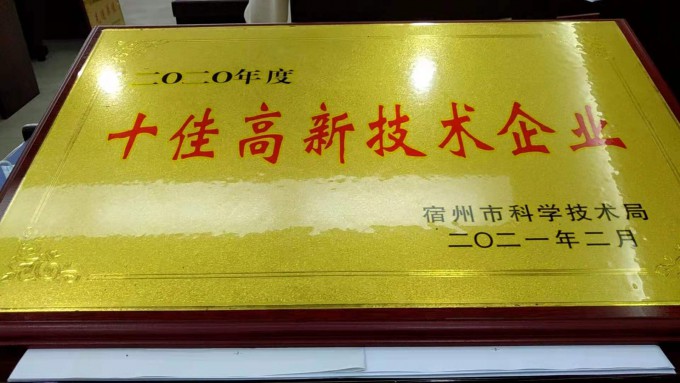 二〇二〇年度
十佳高新技术企业
宿州市科学技术局
二〇二一年二月